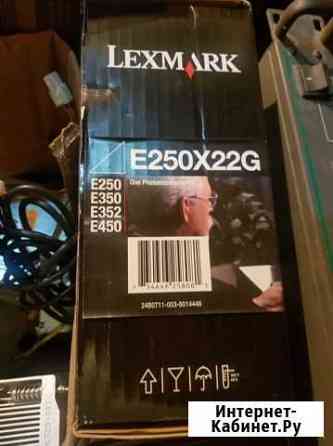 LEXMARK
E250X22G
E250
E350
E352
E450
Интернет-
Кабинет.Ру